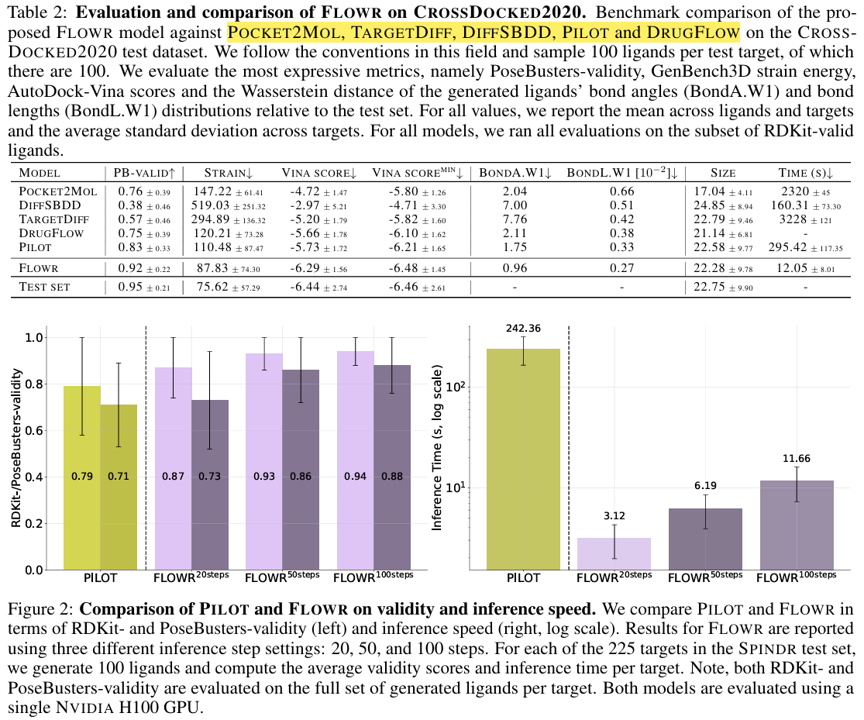 Table 2: Evaluation and comparison of FLOWR on CROSSDOCKED2020. Benchmark comparison of the pro-
posed FLOWR model against POCKET2MOL, TARGETDIFF, DIFFSBDD, PILOT and DRUGFLOW on the CROSS-
DOCKED2020 test dataset. We follow the conventions in this field and sample 100 ligands per test target, of which
there are 100. We evaluate the most expressive metrics, namely PoseBusters-validity, GenBench3D strain energy,
AutoDock-Vina scores and the Wasserstein distance of the generated ligands' bond angles (BondA.W1) and bond
lengths (BondL.W1) distributions relative to the test set. For all values, we report the mean across ligands and targets
and the average standard deviation across targets. For all models, we ran all evaluations on the subset of RDKit-valid
ligands.
MODEL PB-VALID↑ STRAIN↓ VINA SCORE↓ VINA SCORE^MIN↓ BONDA.W1↓ BONDL.W1 [10⁻²]↓ SIZE TIME (S)↓
POCKET2MOL 0.76 ± 0.39 147.22 ± 61.41 -4.72 ± 1.47 -5.80 ± 1.26 2.04 0.66 17.04 ± 4.11 2320 ± 45
DIFFSBDD 0.38 ± 0.46 519.03 ± 251.32 -2.97 ± 5.21 -4.71 ± 3.30 7.00 0.51 24.85 ± 8.94 160.31 ± 73.30
TARGETDIFF 0.57 ± 0.46 294.89 ± 136.32 -5.20 ± 1.79 -5.82 ± 1.60 7.76 0.42 22.79 ± 9.46 3228 ± 121
DRUGFLOW 0.75 ± 0.39 120.21 ± 73.28 -5.66 ± 1.78 -6.10 ± 1.62 2.11 0.38 21.14 ± 6.81 -
PILOT 0.83 ± 0.33 110.48 ± 87.47 -5.73 ± 1.72 -6.21 ± 1.65 1.75 0.33 22.58 ± 9.77 295.42 ± 117.35
FLOWR 0.92 ± 0.22 87.83 ± 74.30 -6.29 ± 1.56 -6.48 ± 1.45 0.96 0.27 22.28 ± 9.78 12.05 ± 8.01
TEST SET 0.95 ± 0.21 75.62 ± 57.29 -6.44 ± 2.74 -6.46 ± 2.61 - - 22.75 ± 9.90 -
RDKit-/PoseBusters-validity
1.0
0.8
0.6
0.4
0.2
0.0
0.79 0.71 0.87 0.73 0.93 0.86 0.94 0.88
PILOT FLOWR^20steps FLOWR^50steps FLOWR^100steps
Inference Time (s, log scale)
10²
10¹
242.36
3.12
6.19
11.66
PILOT FLOWR^20steps FLOWR^50steps FLOWR^100steps
Figure 2: Comparison of PILOT and FLOWR on validity and inference speed. We compare PILOT and FLOWR in
terms of RDKit- and PoseBusters-validity (left) and inference speed (right, log scale). Results for FLOWR are reported
using three different inference step settings: 20, 50, and 100 steps. For each of the 225 targets in the SPINDR test set,
we generate 100 ligands and compute the average validity scores and inference time per target. Note, both RDKit- and
PoseBusters-validity are evaluated on the full set of generated ligands per target. Both models are evaluated using a
single NVIDIA H100 GPU.